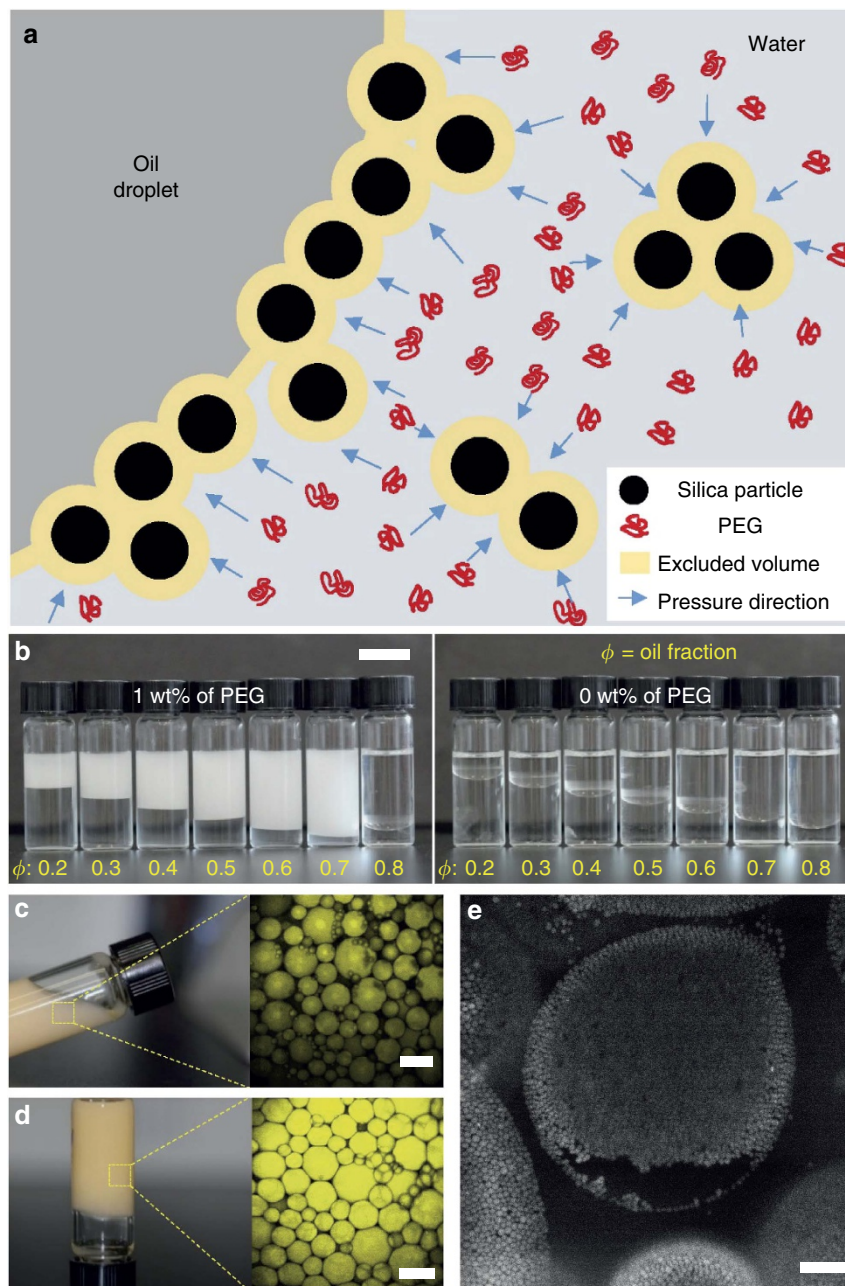 a
Water
Oil
droplet
Silica particle
PEG
Excluded volume
Pressure direction
b
ϕ = oil fraction
1 wt% of PEG
0 wt% of PEG
ϕ: 0.2 0.3 0.4 0.5 0.6 0.7 0.8
ϕ: 0.2 0.3 0.4 0.5 0.6 0.7 0.8
c
d
e